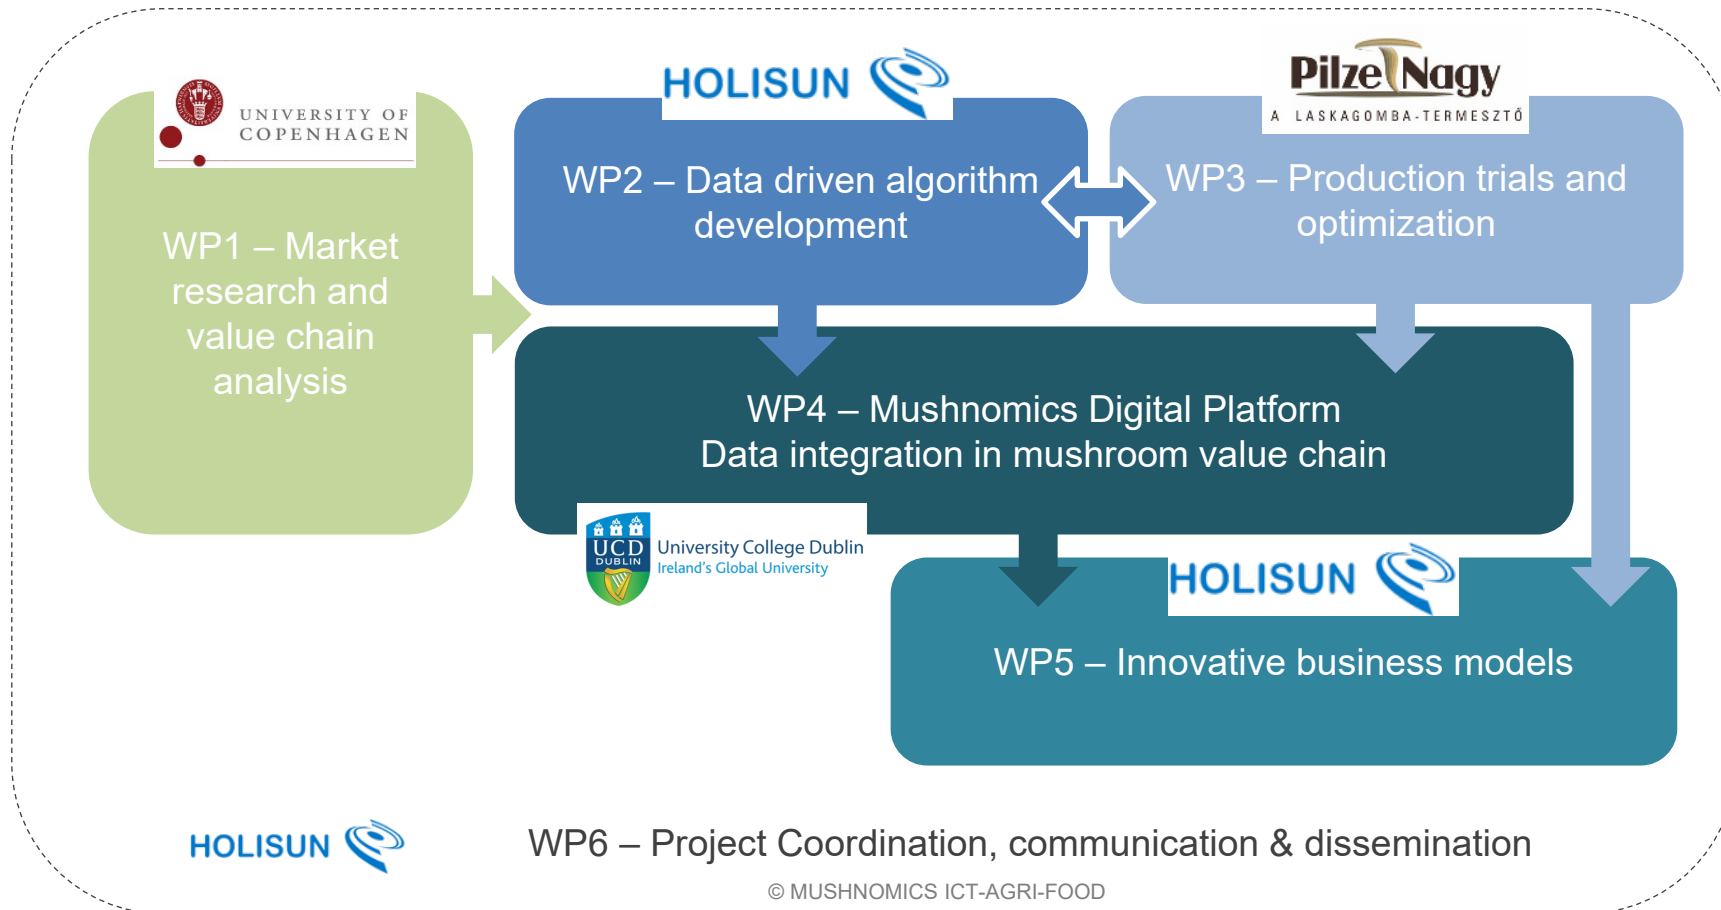 UNIVERSITY OF
COPENHAGEN
WP1 – Market
research and
value chain
analysis
HOLISUN
WP2 – Data driven algorithm
development
Pilze Nagy
A LASKAGOMBA-TERMESZTŐ
WP3 – Production trials and
optimization
WP4 – Mushnomics Digital Platform
Data integration in mushroom value chain
UCD
DUBLIN
University College Dublin
Ireland's Global University
HOLISUN
WP5 – Innovative business models
HOLISUN
WP6 – Project Coordination, communication & dissemination
© MUSHNOMICS ICT-AGRI-FOOD